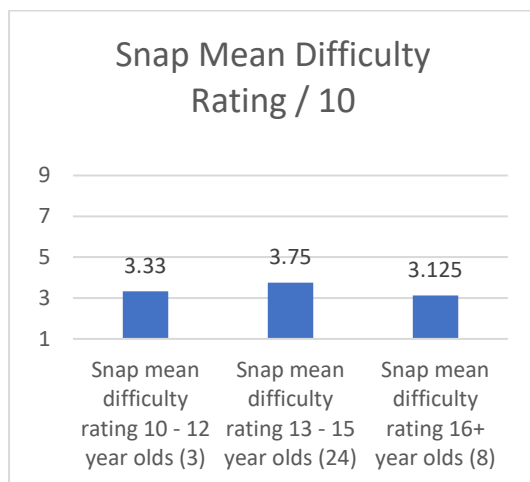 Snap Mean Difficulty
Rating / 10
9
7
5
3
1
3.33
3.75
3.125
Snap mean
difficulty
rating 10 - 12
year olds (3)
Snap mean
difficulty
rating 13 - 15
year olds (24)
Snap mean
difficulty
rating 16+
year olds (8)